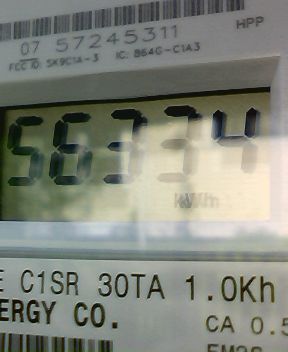 HPP
07 57245311
FCC ID: SK9C1A-3 IC: 864G-C1A3
56334
kWh
E C1SR 30TA 1.0Kh
ERGY CO.
CA 0.5